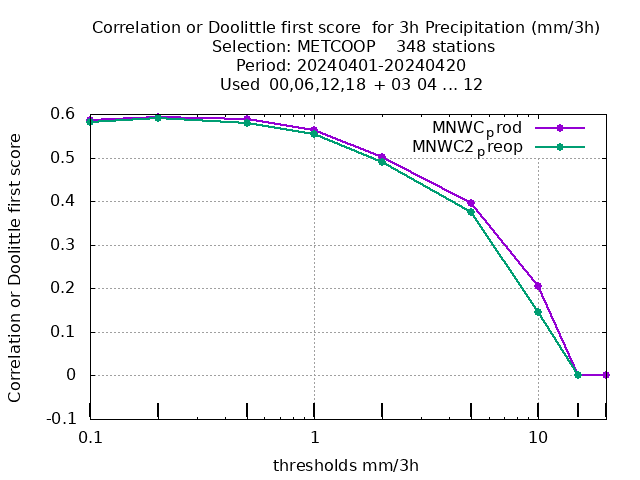 Correlation or Doolittle first score  for 3h Precipitation (mm/3h)
Selection: METCOOP    348 stations
Period: 20240401-20240420
Used  00,06,12,18 + 03 04 ... 12
MNWCprod
MNWC2preop
Correlation or Doolittle first score
0.6
0.5
0.4
0.3
0.2
0.1
0
-0.1
0.1 1 10
thresholds mm/3h